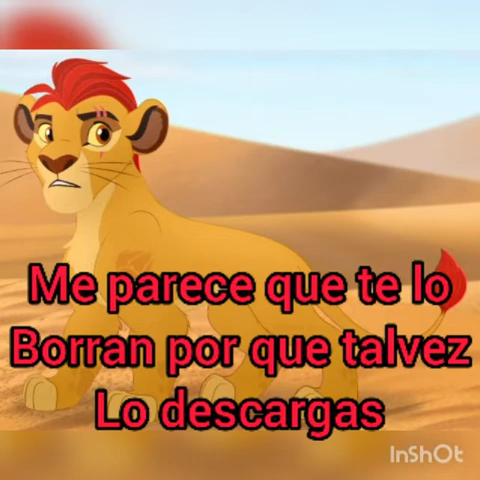 Me parece que te lo
Borran por que talvez
Lo descargas
InShOt